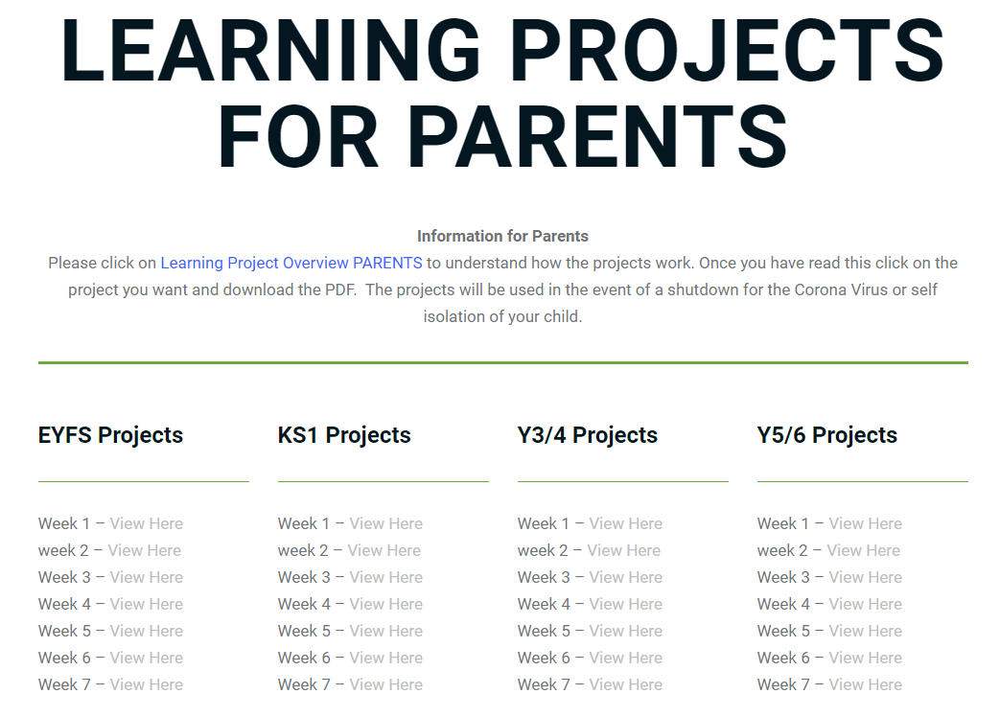 LEARNING PROJECTS
FOR PARENTS
Information for Parents
Please click on Learning Project Overview PARENTS to understand how the projects work. Once you have read this click on the
project you want and download the PDF.  The projects will be used in the event of a shutdown for the Corona Virus or self
isolation of your child.
EYFS Projects
Week 1 – View Here
week 2 – View Here
Week 3 – View Here
Week 4 – View Here
Week 5 – View Here
Week 6 – View Here
Week 7 – View Here
KS1 Projects
Week 1 – View Here
week 2 – View Here
Week 3 – View Here
Week 4 – View Here
Week 5 – View Here
Week 6 – View Here
Week 7 – View Here
Y3/4 Projects
Week 1 – View Here
week 2 – View Here
Week 3 – View Here
Week 4 – View Here
Week 5 – View Here
Week 6 – View Here
Week 7 – View Here
Y5/6 Projects
Week 1 – View Here
week 2 – View Here
Week 3 – View Here
Week 4 – View Here
Week 5 – View Here
Week 6 – View Here
Week 7 – View Here